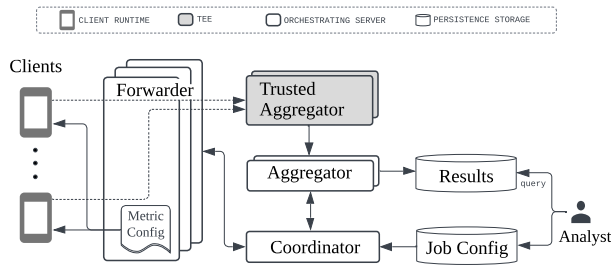 CLIENT RUNTIME
TEE
ORCHESTRATING SERVER
PERSISTENCE STORAGE
Clients
Forwarder
Trusted
Aggregator
Aggregator
Results
query
Metric
Config
Analyst
Coordinator
Job Config